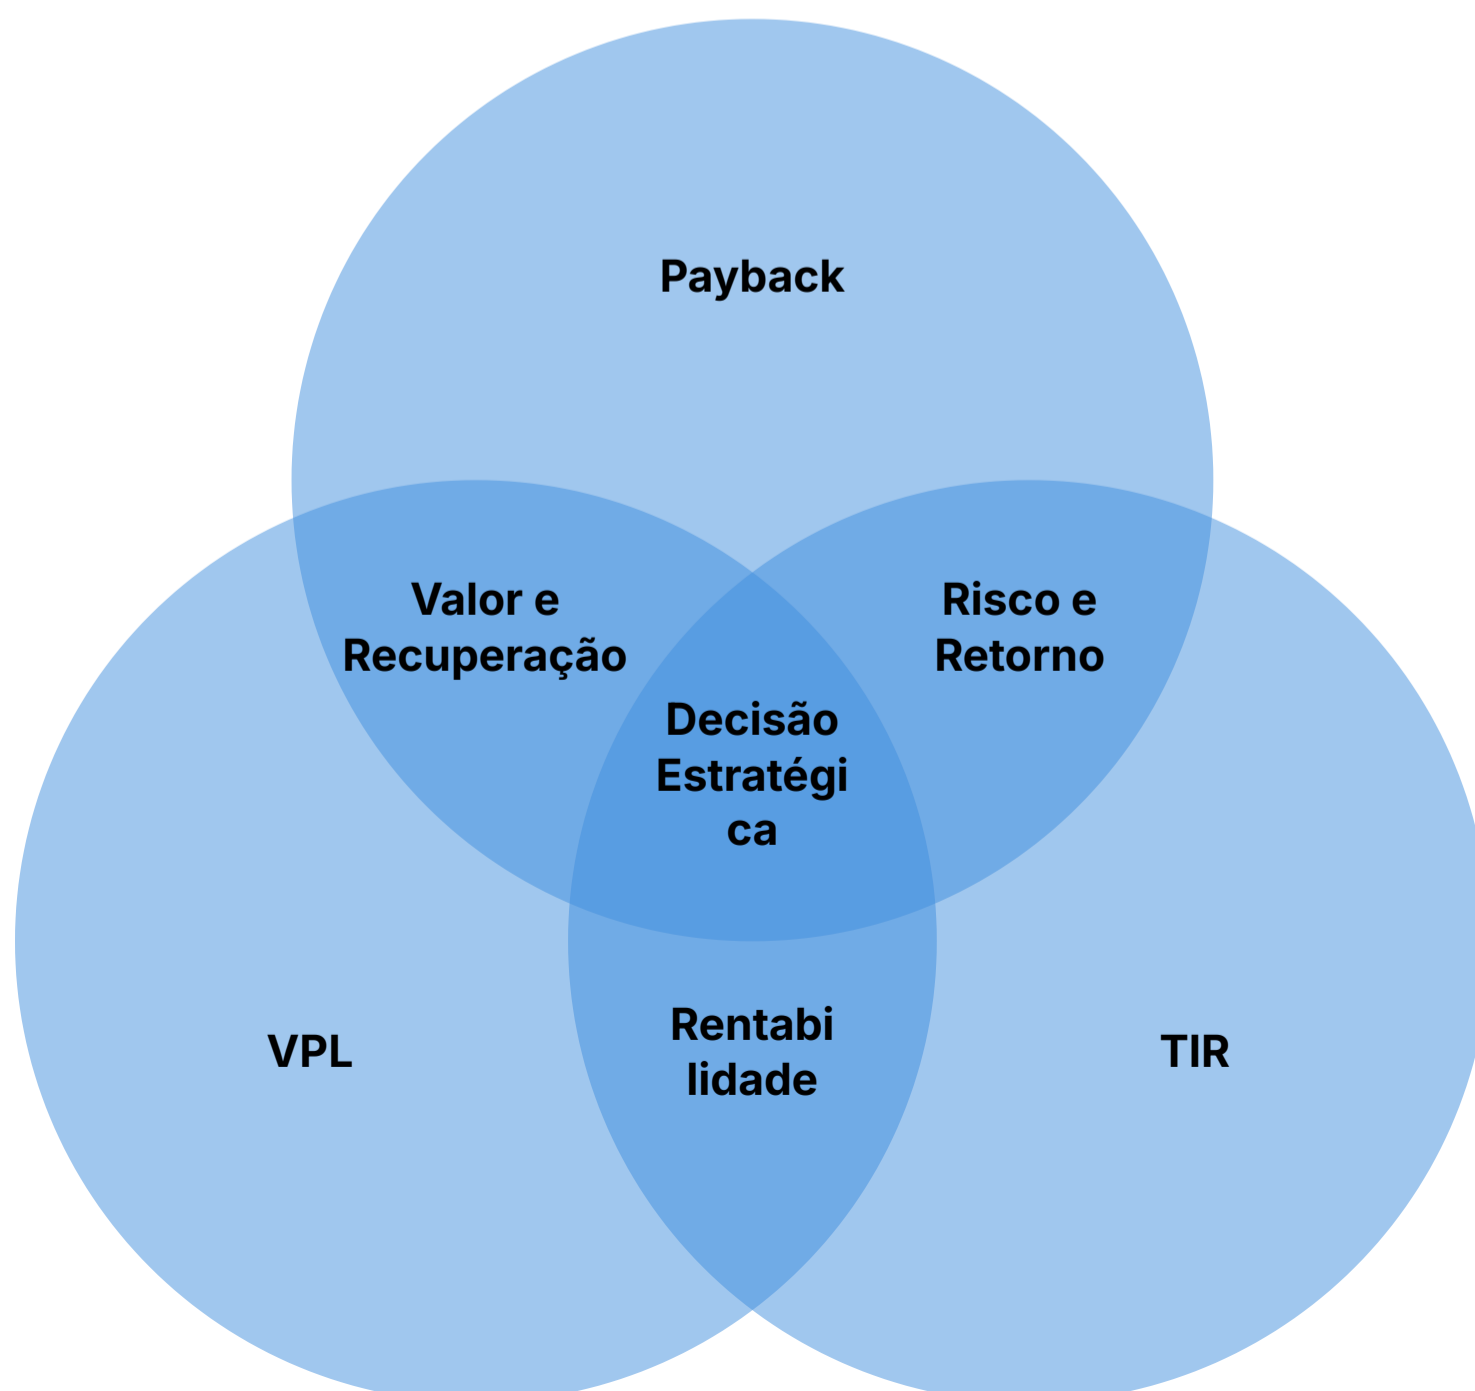 Payback
Valor e
Recuperação
Risco e
Retorno
Decisão
Estratégi
ca
Rentabi
lidade
VPL
TIR